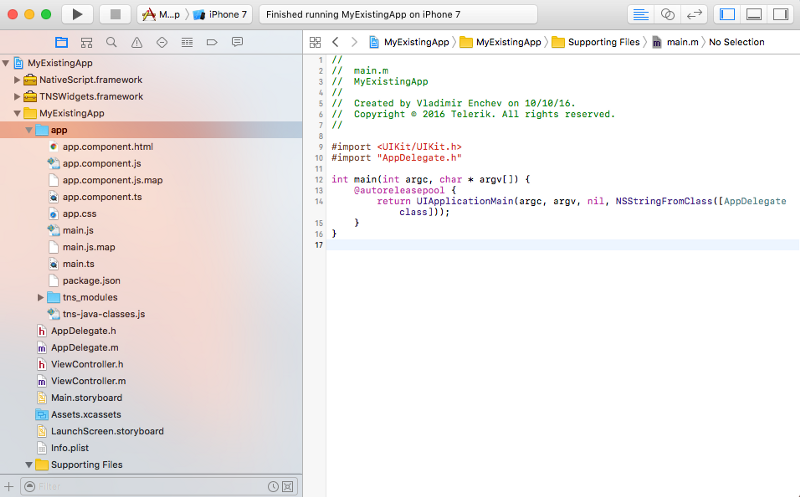 M...p 〉 iPhone 7
Finished running MyExistingApp on iPhone 7
MyExistingApp 〉 MyExistingApp 〉 Supporting Files 〉 main.m 〉 No Selection
MyExistingApp
NativeScript.framework
TNSWidgets.framework
MyExistingApp
app
app.component.html
app.component.js
app.component.js.map
app.component.ts
app.css
main.js
main.js.map
main.ts
package.json
tns_modules
tns-java-classes.js
AppDelegate.h
AppDelegate.m
ViewController.h
ViewController.m
Main.storyboard
Assets.xcassets
LaunchScreen.storyboard
Info.plist
Supporting Files
Filter
1 //
2 //  main.m
3 //  MyExistingApp
4 //
5 //  Created by Vladimir Enchev on 10/10/16.
6 //  Copyright © 2016 Telerik. All rights reserved.
7 //
8
9 #import <UIKit/UIKit.h>
10 #import "AppDelegate.h"
11
12 int main(int argc, char * argv[]) {
13     @autoreleasepool {
14         return UIApplicationMain(argc, argv, nil, NSStringFromClass([AppDelegate
class]));
15     }
16 }
17